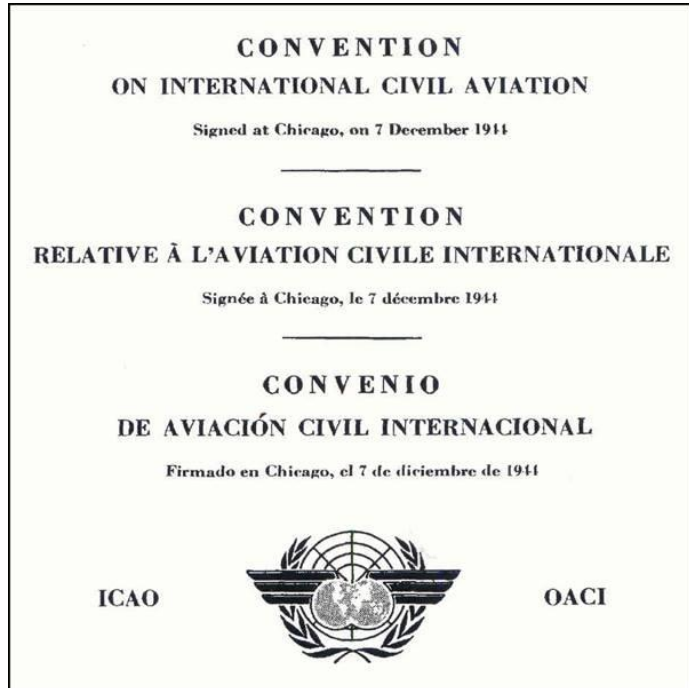 CONVENTION
ON INTERNATIONAL CIVIL AVIATION
Signed at Chicago, on 7 December 1944
CONVENTION
RELATIVE À L'AVIATION CIVILE INTERNATIONALE
Signée à Chicago, le 7 décembre 1944
CONVENIO
DE AVIACIÓN CIVIL INTERNACIONAL
Firmado en Chicago, el 7 de diciembre de 1944
ICAO OACI